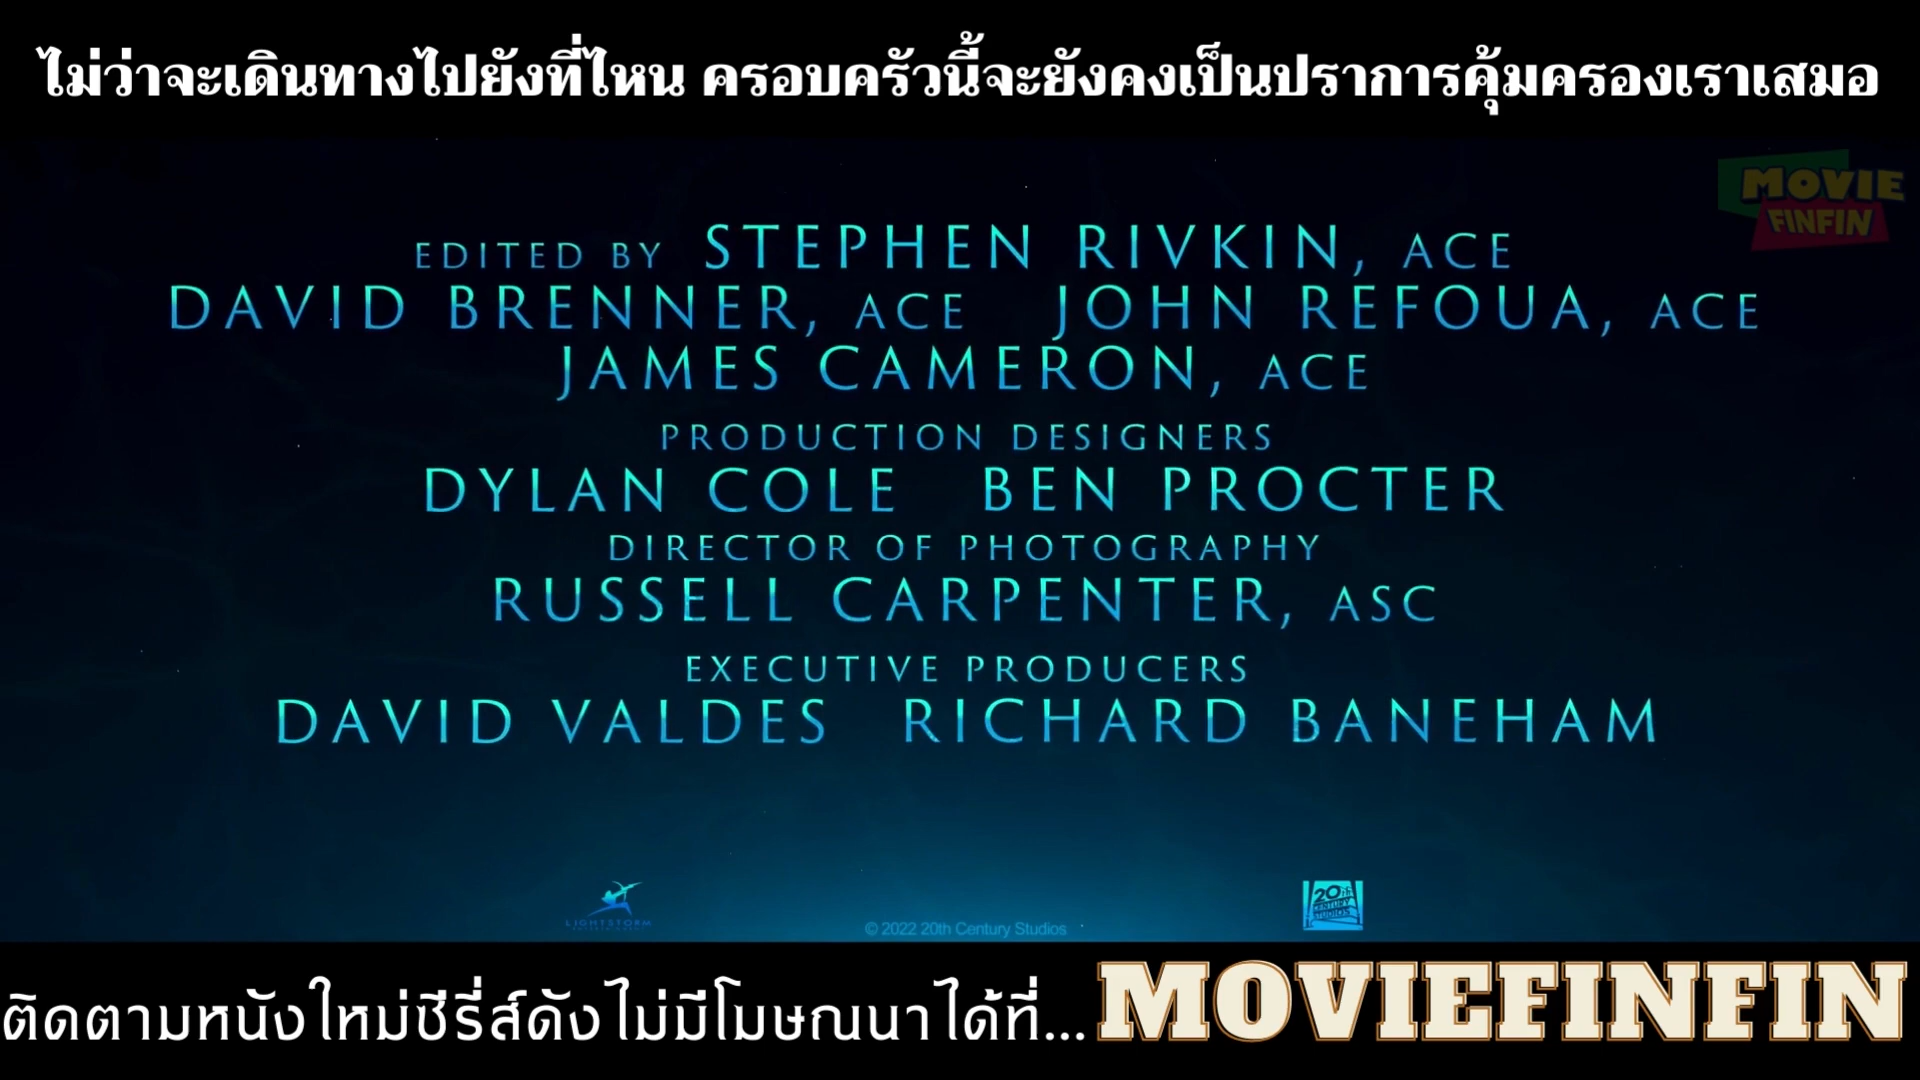 ไม่ว่าจะเดินทางไปยังที่ไหน ครอบครัวนี้จะยังคงเป็นปราการคุ้มครองเราเสมอ
MOVIE
FINFIN
EDITED BY STEPHEN RIVKIN, ACE
DAVID BRENNER, ACE JOHN REFOUA, ACE
JAMES CAMERON, ACE
PRODUCTION DESIGNERS
DYLAN COLE BEN PROCTER
DIRECTOR OF PHOTOGRAPHY
RUSSELL CARPENTER, ASC
EXECUTIVE PRODUCERS
DAVID VALDES RICHARD BANEHAM
LIGHTSTORM
© 2022 20th Century Studios
20th
CENTURY
STUDIOS
ติดตามหนังใหม่ซีรี่ส์ดังไม่มีโมษณนาได้ที่... MOVIEFINFIN